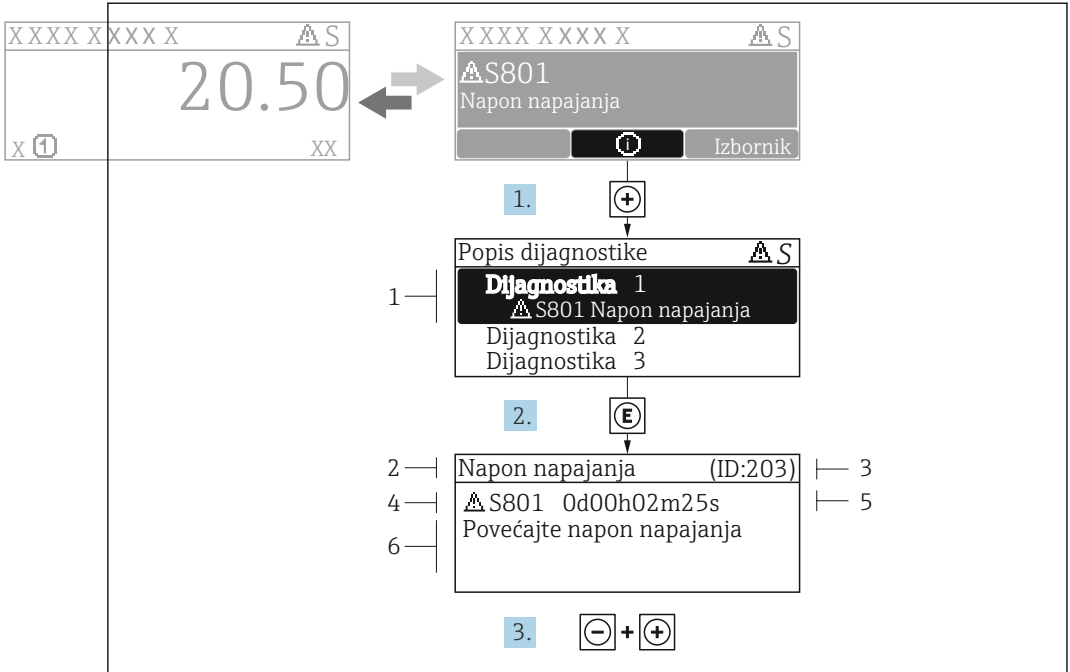 XXXX XXXX X ⚠S
20.50
X ① XX
XXXX XXXX X ⚠S
⚠S801
Napon napajanja
ⓘ Izbornik
1. +
Popis dijagnostike ⚠S
1 Dijagnostika 1
⚠S801 Napon napajanja
Dijagnostika 2
Dijagnostika 3
2. E
2 Napon napajanja (ID:203) 3
4 ⚠S801 0d00h02m25s 5
6 Povećajte napon napajanja
3. − + +